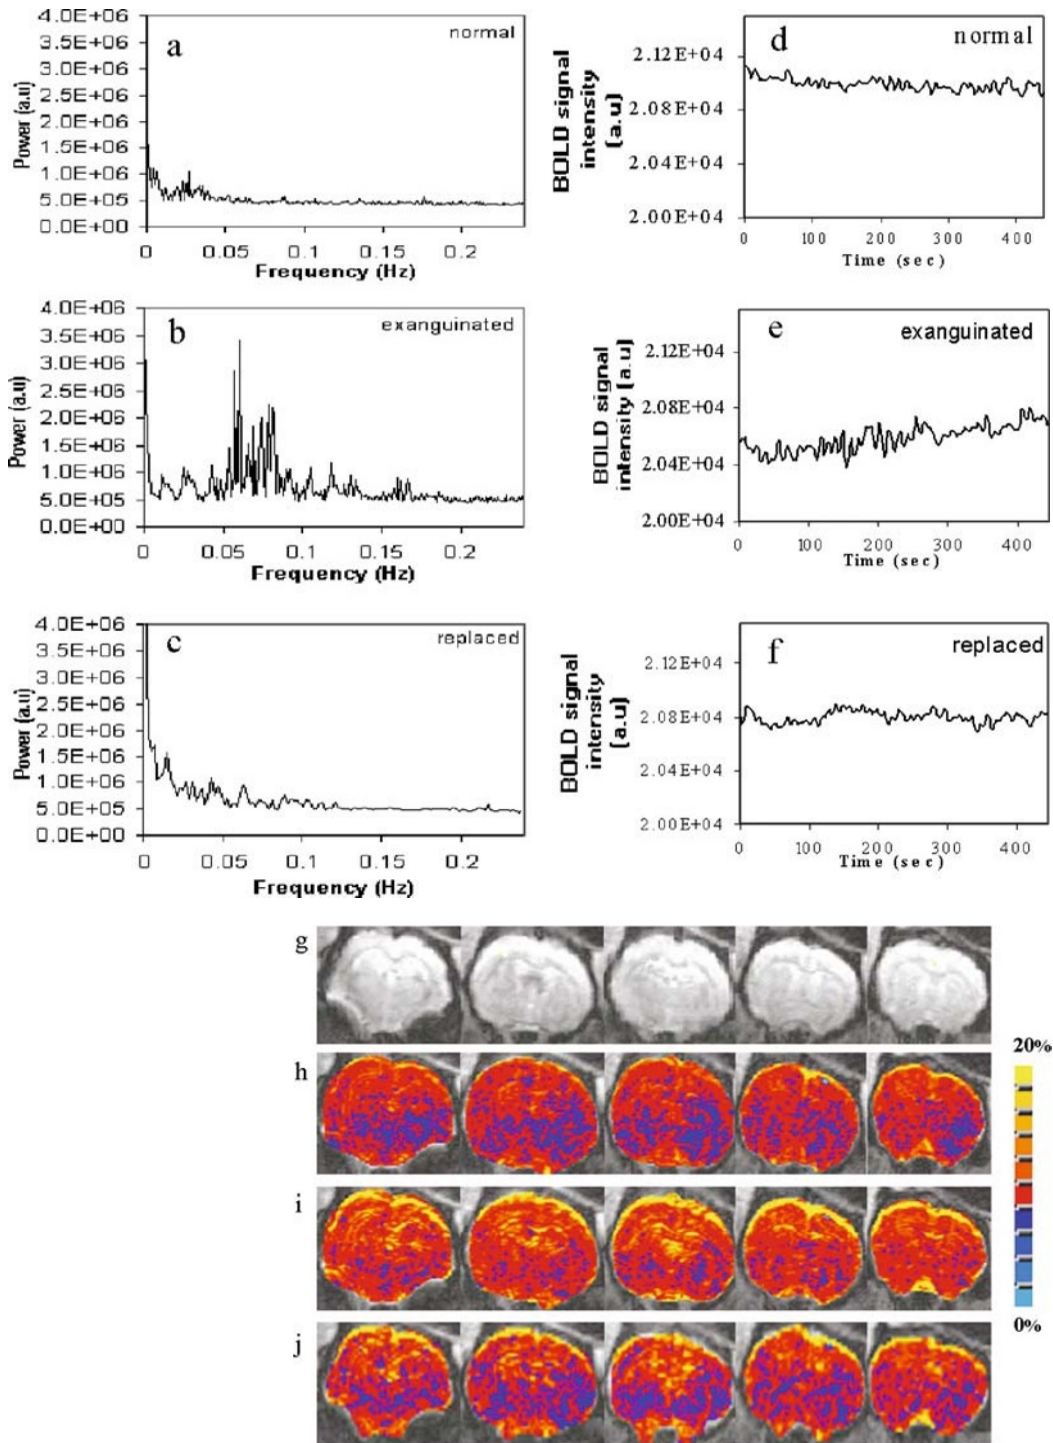 a
normal
4.0E+06
3.5E+06
3.0E+06
2.5E+06
2.0E+06
1.5E+06
1.0E+06
5.0E+05
0.0E+00
Power (a.u)
0 0.05 0.1 0.15 0.2
Frequency (Hz)
d
normal
2.12E+04
2.08E+04
2.04E+04
2.00E+04
BOLD signal
intensity
(a.u)
0 100 200 300 400
Time (sec)
b
exanguinated
4.0E+06
3.5E+06
3.0E+06
2.5E+06
2.0E+06
1.5E+06
1.0E+06
5.0E+05
0.0E+00
Power (a.u)
0 0.05 0.1 0.15 0.2
Frequency (Hz)
e
exanguinated
2.12E+04
2.08E+04
2.04E+04
2.00E+04
BOLD signal
intensity (a.u)
0 100 200 300 400
Time (sec)
c
replaced
4.0E+06
3.5E+06
3.0E+06
2.5E+06
2.0E+06
1.5E+06
1.0E+06
5.0E+05
0.0E+00
Power (a.u)
0 0.05 0.1 0.15 0.2
Frequency (Hz)
f
replaced
2.12E+04
2.08E+04
2.04E+04
2.00E+04
BOLD signal
intensity
(a.u)
0 100 200 300 400
Time (sec)
g
h
i
j
20%
0%